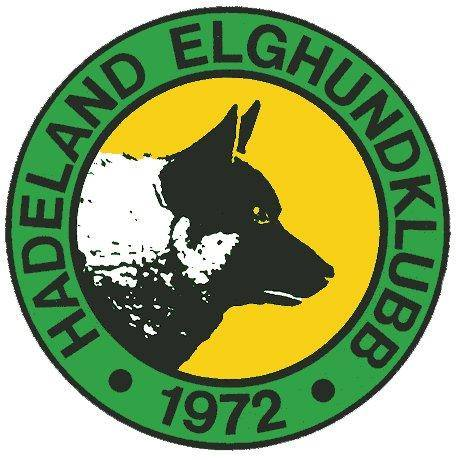 HADELAND ELGHUNDKLUBB
• 1972 •